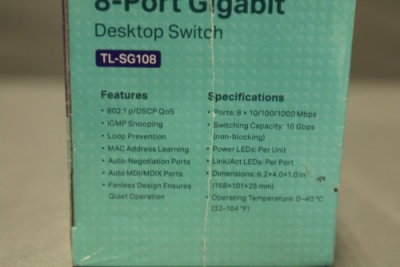 8-Port Gigabit
Desktop Switch
TL-SG108
Features
• 802.1 p/DSCP QoS
• IGMP Snooping
• Loop Prevention
• MAC Address Learning
• Auto-Negotiation Ports
• Auto MDI/MDIX Ports
• Fanless Design Ensures
Quiet Operation
Specifications
• Ports: 8 × 10/100/1000 Mbps
• Switching Capacity: 16 Gbps
(non-blocking)
• Power LEDs: Per Unit
• Link/Act LEDs: Per Port
• Dimensions: 6.2×4.0×1.0 in
(158×101×25 mm)
• Operating Temperature: 0–40 °C
(32–104 °F)